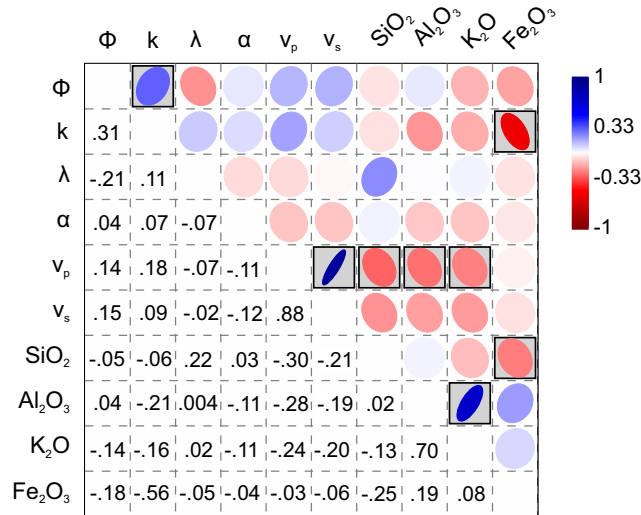 Φ k λ α vₚ vₛ SiO₂ Al₂O₃ K₂O Fe₂O₃
Φ
k .31
λ -.21 .11
α .04 .07 -.07
vₚ .14 .18 -.07 -.11
vₛ .15 .09 -.02 -.12 .88
SiO₂ -.05 -.06 .22 .03 -.30 -.21
Al₂O₃ .04 -.21 .004 -.11 -.28 -.19 .02
K₂O -.14 -.16 .02 -.11 -.24 -.20 -.13 .70
Fe₂O₃ -.18 -.56 -.05 -.04 -.03 -.06 -.25 .19 .08
1
0.33
-0.33
-1